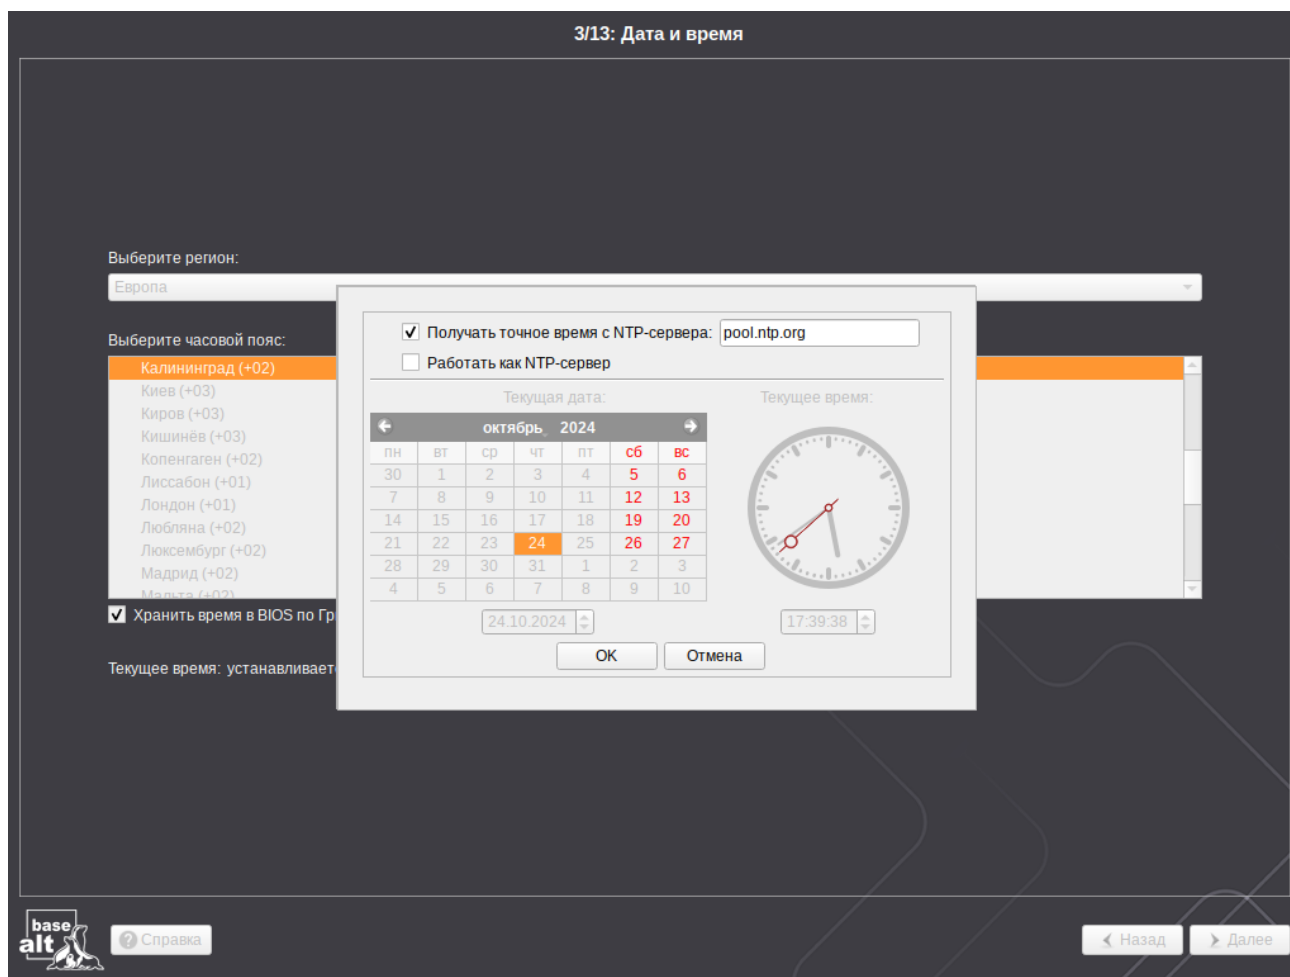 3/13: Дата и время
Выберите регион:
Европа
Выберите часовой пояс:
Калининград (+02)
Киев (+03)
Киров (+03)
Кишинёв (+03)
Копенгаген (+02)
Лиссабон (+01)
Лондон (+01)
Любляна (+02)
Люксембург (+02)
Мадрид (+02)
Мальта (+02)
Хранить время в BIOS по Гр
Текущее время: устанавливает
Получать точное время с NTP-сервера: pool.ntp.org
Работать как NTP-сервер
Текущая дата:
октябрь 2024
пн вт ср чт пт сб вс
30 1 2 3 4 5 6
7 8 9 10 11 12 13
14 15 16 17 18 19 20
21 22 23 24 25 26 27
28 29 30 31 1 2 3
4 5 6 7 8 9 10
24.10.2024
Текущее время:
17:39:38
OK Отмена
base
alt
Справка
Назад Далее